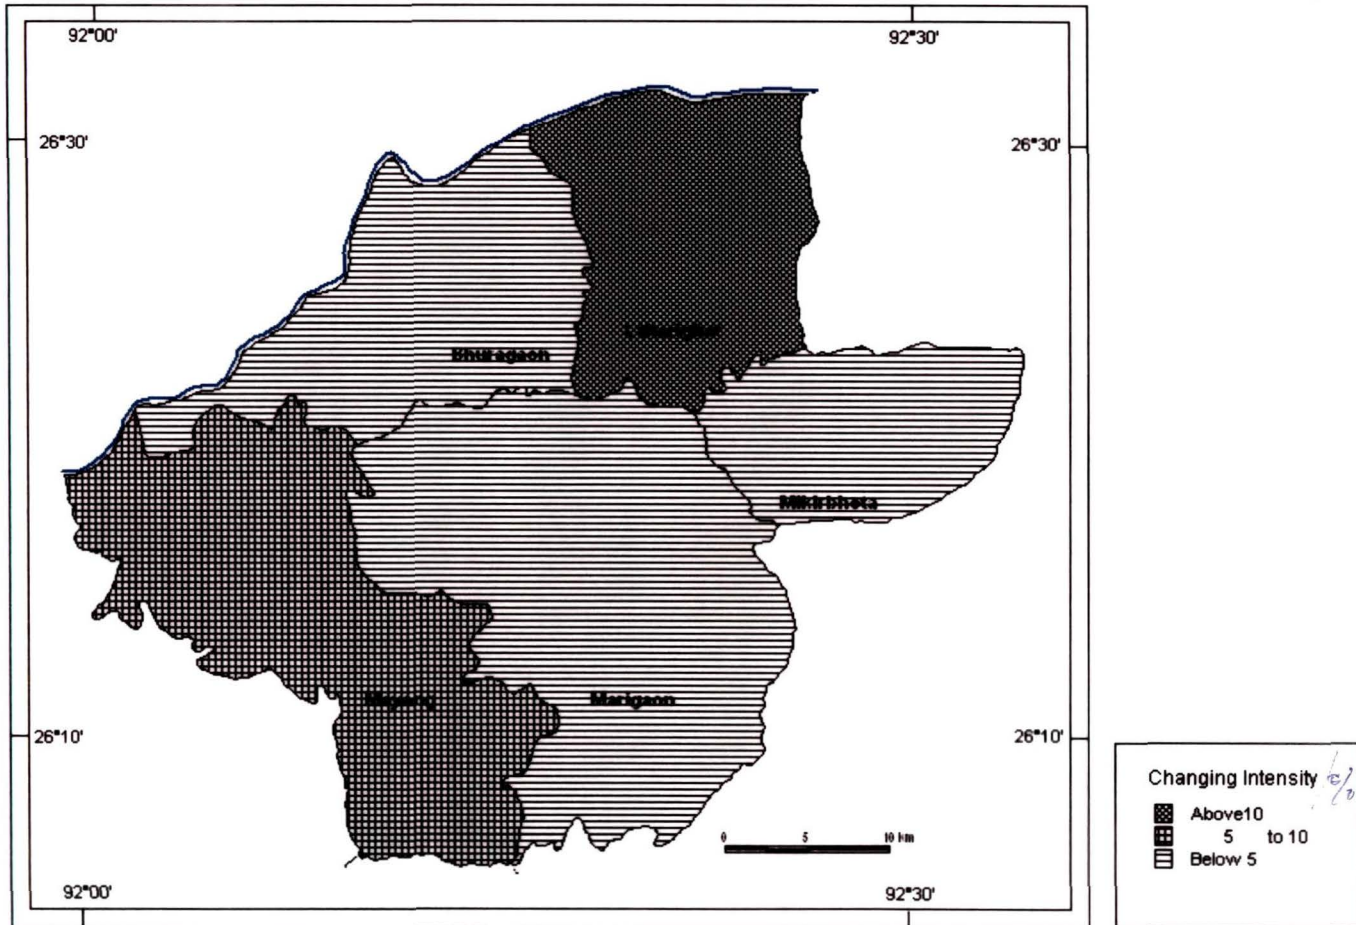 92°00'
92°30'
26°30'
26°30'
Bhuragaon
Mikirbheta
Marigaon
26°10'
26°10'
0 5 10 km
92°00'
92°30'
Changing Intensity
Above10
5 to 10
Below 5